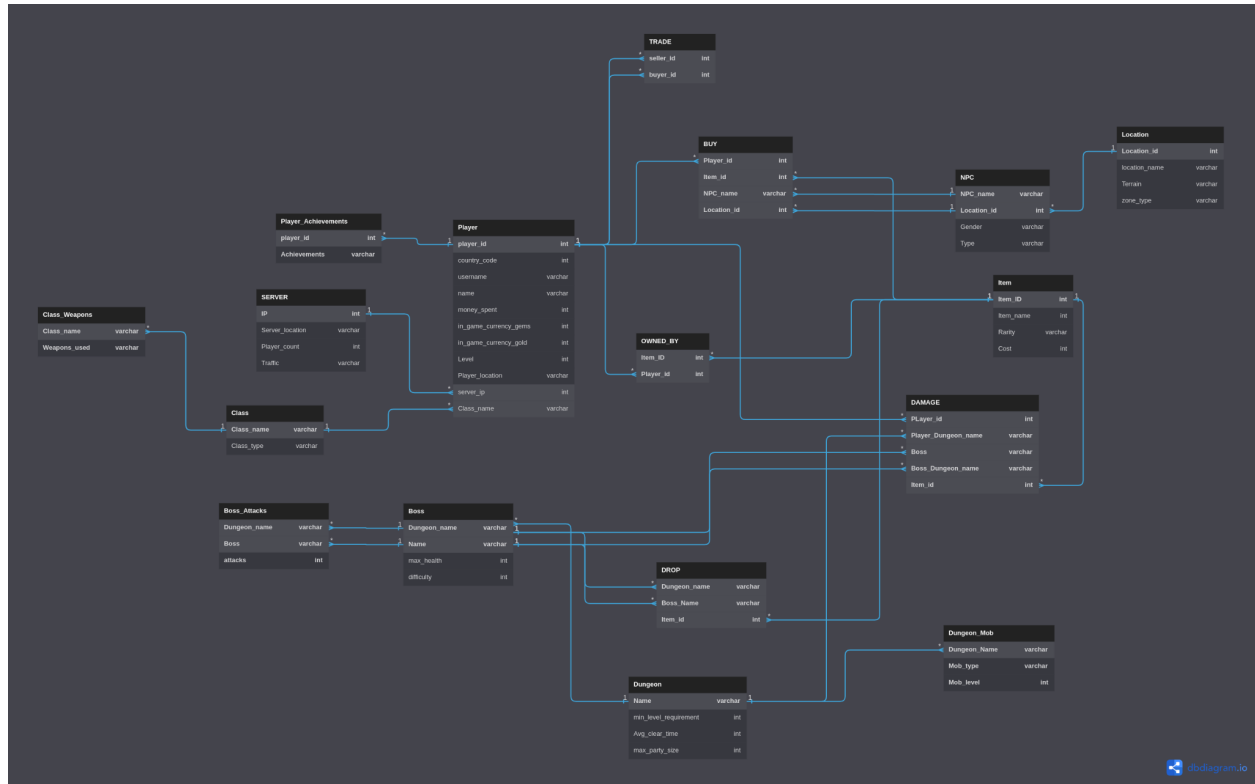 TRADE
seller_id int
buyer_id int
BUY
Player_id int
Item_id int
NPC_name varchar
Location_id int
NPC
NPC_name varchar
Location_id int
Gender varchar
Type varchar
Location
Location_id int
location_name varchar
Terrain varchar
zone_type varchar
Player_Achievements
player_id int
Achievements varchar
Player
player_id int
country_code int
username varchar
name varchar
money_spent int
in_game_currency_gems int
in_game_currency_gold int
Level int
Player_location varchar
server_ip int
Class_name varchar
SERVER
IP int
Server_location varchar
Player_count int
Traffic varchar
Class_Weapons
Class_name varchar
Weapons_used varchar
Class
Class_name varchar
Class_type varchar
OWNED_BY
Item_ID int
Player_id int
Item
Item_ID int
Item_name int
Rarity varchar
Cost int
DAMAGE
PLayer_id int
Player_Dungeon_name varchar
Boss varchar
Boss_Dungeon_name varchar
Item_id int
Boss_Attacks
Dungeon_name varchar
Boss varchar
attacks int
Boss
Dungeon_name varchar
Name varchar
max_health int
difficulty int
DROP
Dungeon_name varchar
Boss_Name varchar
Item_id int
Dungeon_Mob
Dungeon_Name varchar
Mob_type varchar
Mob_level int
Dungeon
Name varchar
min_level_requirement int
Avg_clear_time int
max_party_size int
dbdiagram.io